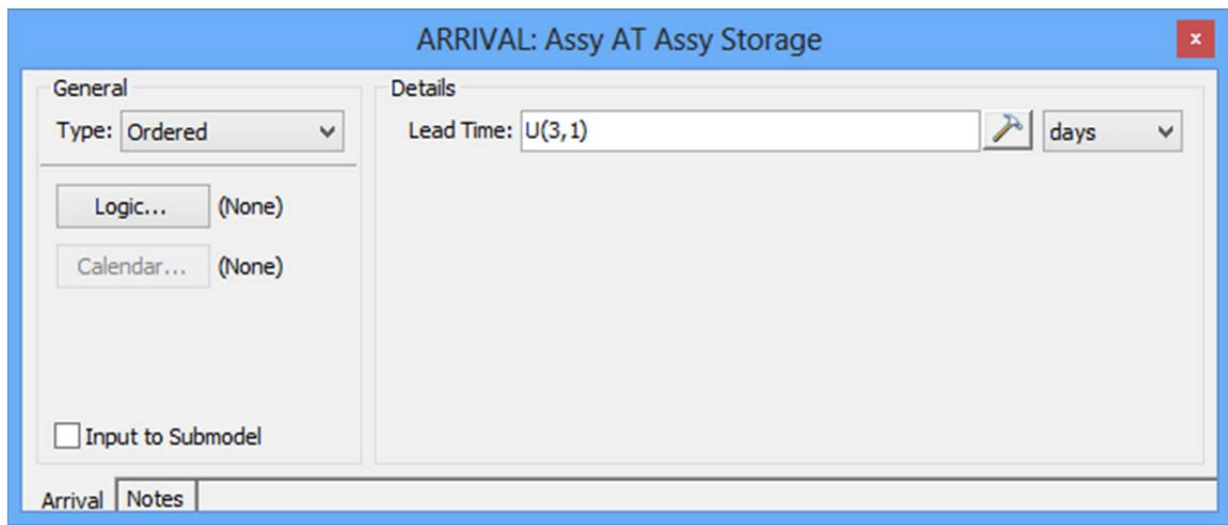 ARRIVAL: Assy AT Assy Storage
x
General
Type: Ordered
Logic... (None)
Calendar... (None)
Input to Submodel
Details
Lead Time: U(3,1) days
Arrival Notes